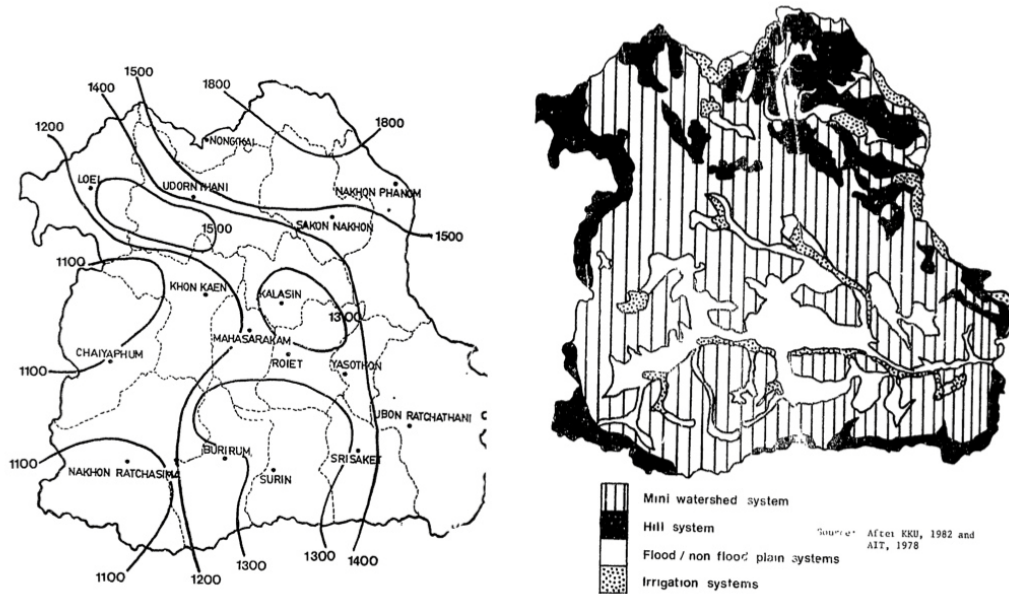 1500
1400
1800
1200
1800
NONGKAI
LOEI
UDORNTHANI
NAKHON PHANOM
SAKON NAKHON
1500
1500
1100
KHON KAEN
KALASIN
13100
MAHASARAKAM
CHAIYAPHUM
ROIET
YASOTHON
1100
UBON RATCHATHANI
1100
BURIRUM
SRISAKET
NAKHON RATCHASIMA
SURIN
1300
1300
1400
1100
1200
Mini watershed system
Hill system
Flood / non flood plain systems
Irrigation systems
Source: After KKU, 1982 and
AIT, 1978